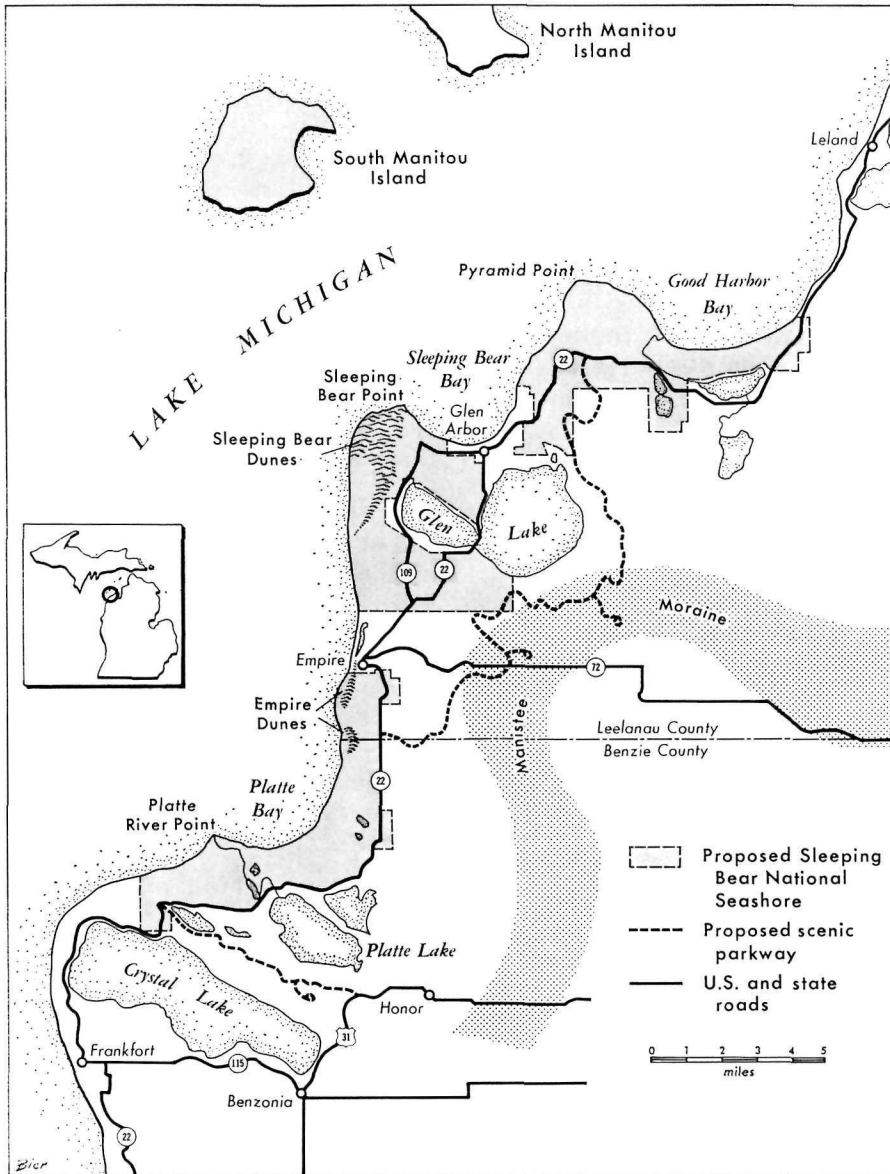 North Manitou
Island
South Manitou
Island
Leland
LAKE MICHIGAN
Pyramid Point
Good Harbor
Bay
Sleeping Bear
Bay
22
Sleeping
Bear Point
Glen
Arbor
Sleeping Bear
Dunes
Glen
Lake
109
22
Moraine
Empire
72
Empire
Dunes
Manistee
Leelanau County
Benzie County
22
Platte
Bay
Platte
River Point
Proposed Sleeping
Bear National
Seashore
Proposed scenic
parkway
U.S. and state
roads
Platte Lake
Crystal
Lake
Honor
31
Frankfort
115
Benzonia
0 1 2 3 4 5
miles
22
Bier